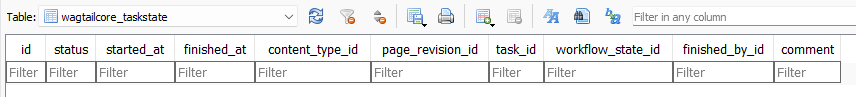 Table: wagtailcore_taskstate Filter in any column
id status started_at finished_at content_type_id page_revision_id task_id workflow_state_id finished_by_id comment
Filter Filter Filter Filter Filter Filter Filter Filter Filter Filter